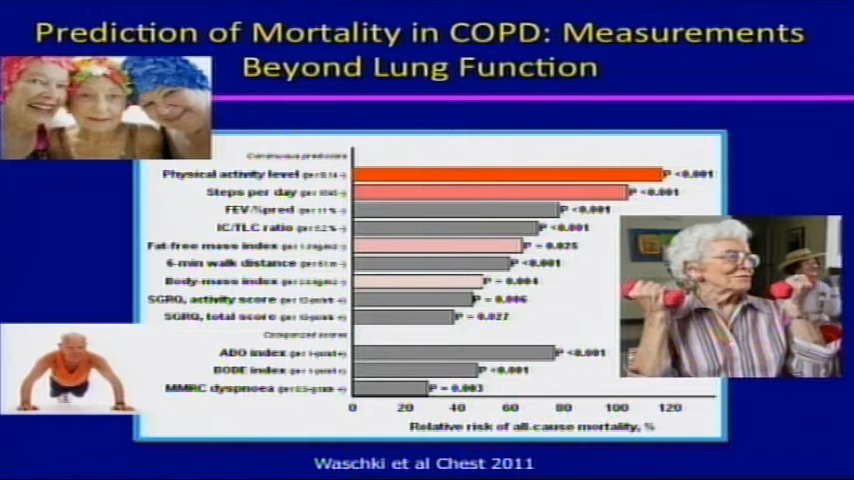 Prediction of Mortality in COPD: Measurements
Beyond Lung Function
Continuous predictors
Physical activity level
P <0.001
Steps per day
P <0.001
FEV₁%pred
P <0.001
IC/TLC ratio
P <0.001
Fat-free mass index
P = 0.025
6-min walk distance
P <0.001
Body-mass index
P = 0.004
SGRQ, activity score
P = 0.006
SGRQ, total score
P = 0.027
Categorized scores
ADO index
P <0.001
BODE index
P <0.001
MMRC dyspnoea
P = 0.003
0 20 40 60 80 100 120
Relative risk of all-cause mortality, %
Waschki et al Chest 2011